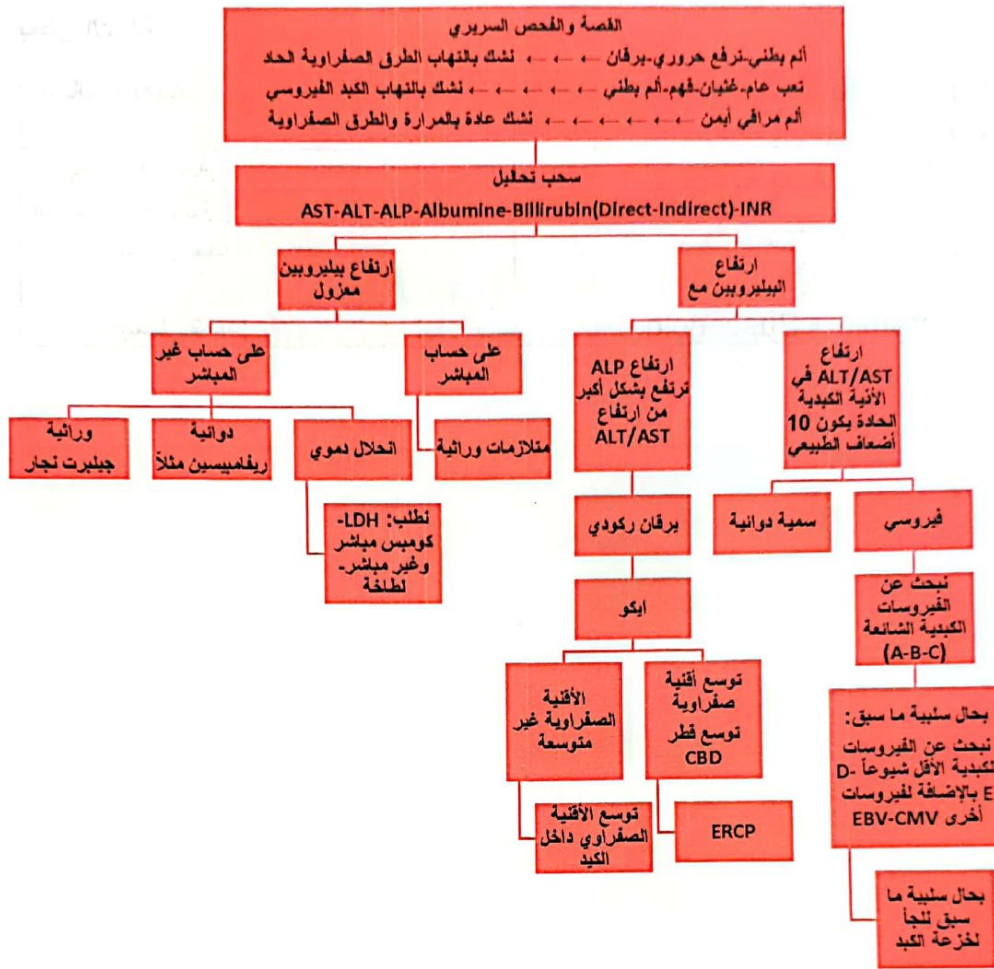 القصة والفحص السريري
ألم بطني-ترفع حروري-يرقان ← ← ← نشك بالتهاب الطرق الصفراوية الحاد
تعب عام-غثيان-قهم-ألم بطني ← ← ← ← ← نشك بالتهاب الكبد الفيروسي
ألم مراقي أيمن ← ← ← ← ← ← نشك عادة بالمرارة والطرق الصفراوية
سحب تحاليل
AST-ALT-ALP-Albumine-Billirubin(Direct-Indirect)-INR
ارتفاع
البيليروبين مع
ارتفاع بيليروبين
معزول
ارتفاع
ALT/AST في
الأذية الكبدية
الحادة يكون 10
أضعاف الطبيعي
ارتفاع ALP
ترتفع بشكل أكبر
من ارتفاع
ALT/AST
على حساب
المباشر
على حساب غير
المباشر
فيروسي
سمية دوائية
يرقان ركودي
متلازمات وراثية
انحلال دموي
دوائية
ريفامبيسين مثلاً
وراثية
جيلبرت نجار
نطلب: LDH-
كومبس مباشر
وغير مباشر-
لطاخة
نبحث عن
الفيروسات
الكبدية الشائعة
(A-B-C)
ايكو
بحال سلبية ما سبق:
نبحث عن الفيروسات
الكبدية الأقل شيوعاً D-
E بالإضافة لفيروسات
أخرى EBV-CMV
توسع أقنية
صفراوية
توسع قطر
CBD
الأقنية
الصفراوية غير
متوسعة
ERCP
توسع الأقنية
الصفراوي داخل
الكبد
بحال سلبية ما
سبق نلجأ
لخزعة الكبد